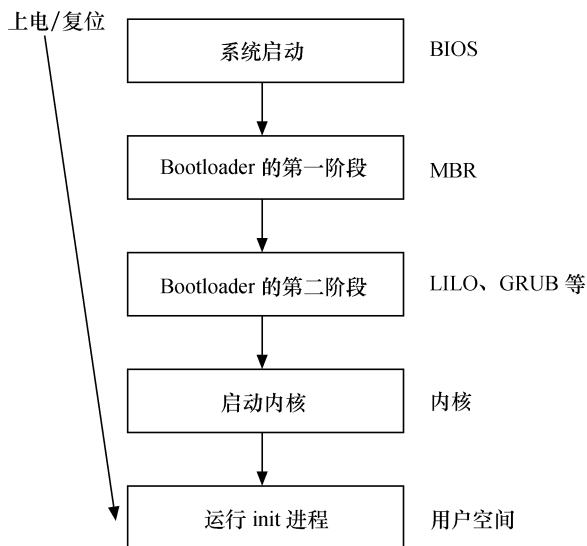 上电/复位
系统启动
BIOS
Bootloader 的第一阶段
MBR
Bootloader 的第二阶段
LILO、GRUB 等
启动内核
内核
运行 init 进程
用户空间